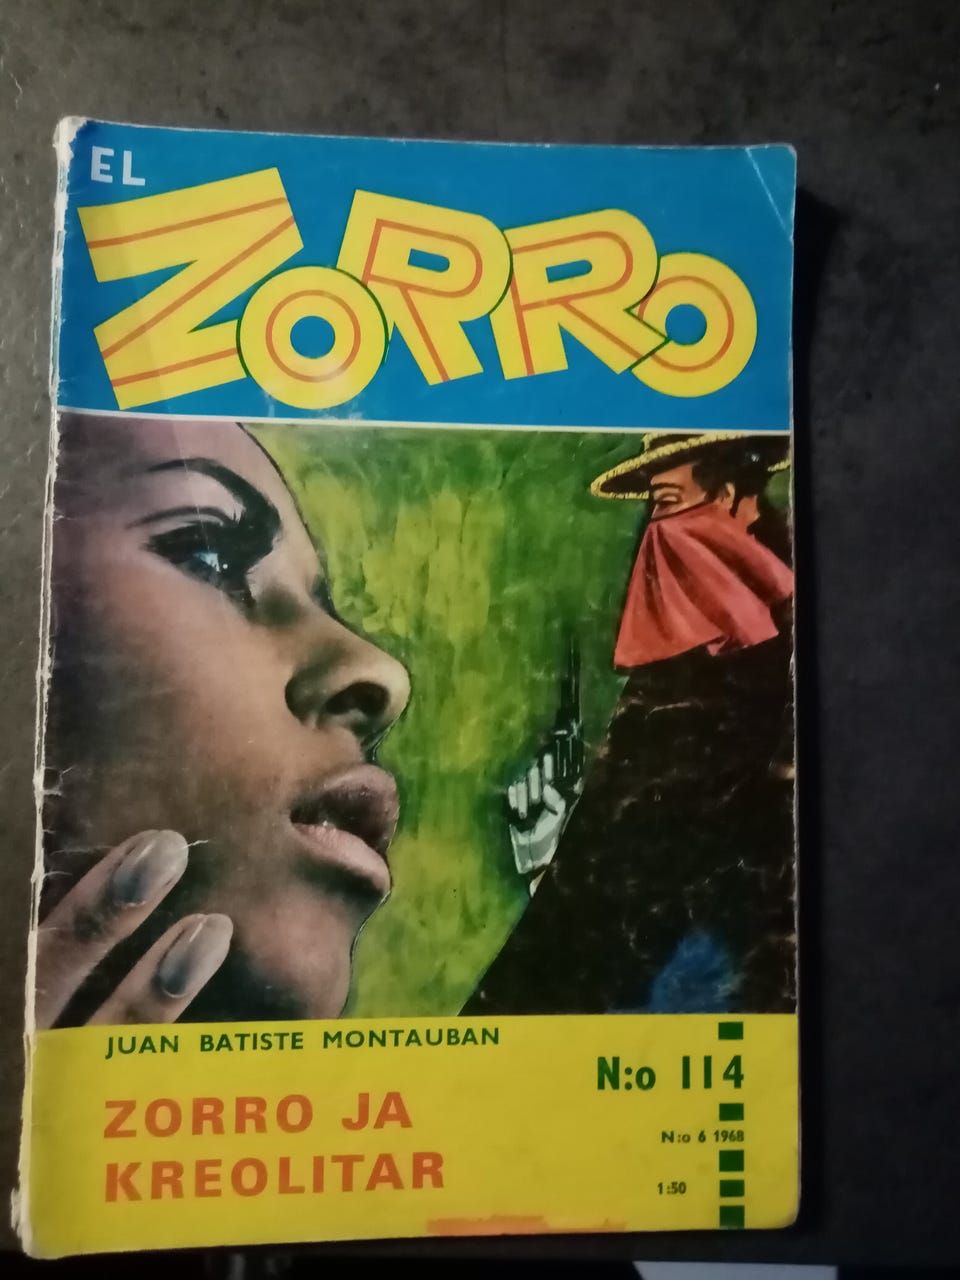 EL
ZORRO
JUAN BATISTE MONTAUBAN
N:o 114
ZORRO JA
KREOLITAR
N:o 6 1968
1:50